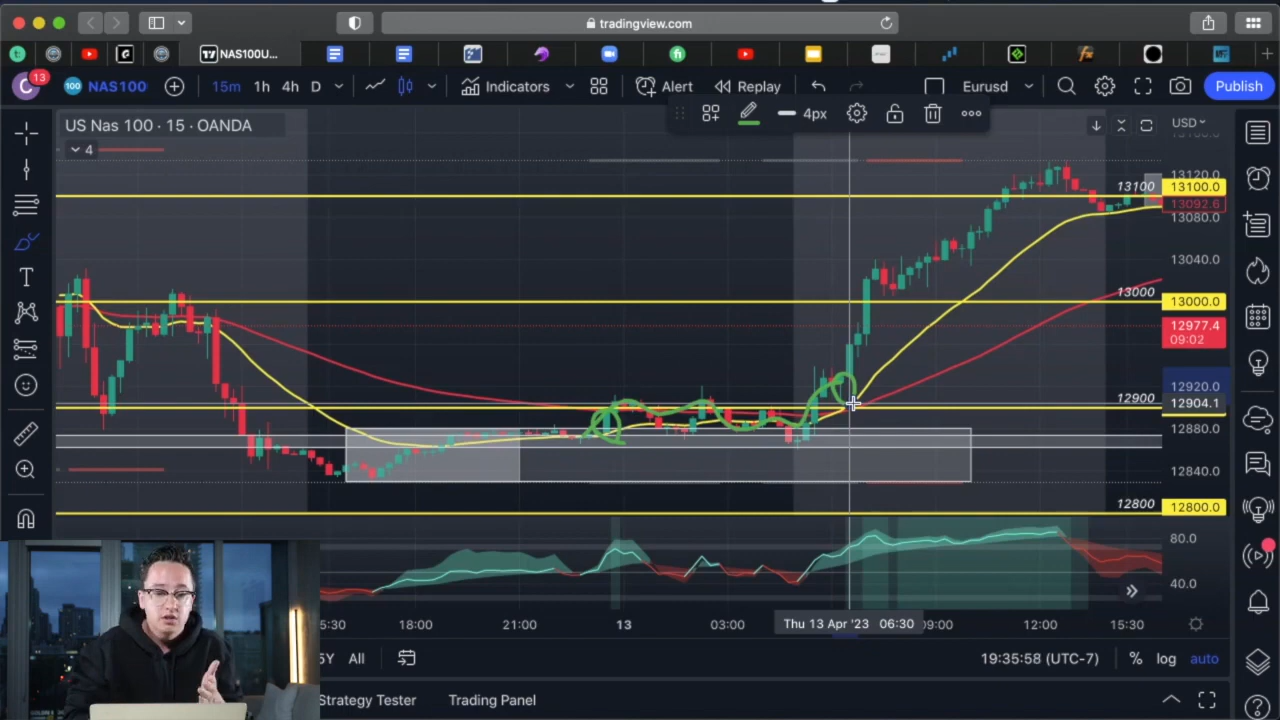 tradingview.com
NAS100U...
13
NAS100
15m 1h 4h D
Indicators
Alert
Replay
Eurusd
Publish
4px
US Nas 100 · 15 · OANDA
4
USD
13120.0
13100
13100.0
13092.6
13080.0
13040.0
13000
13000.0
12977.4
09:02
12920.0
12900
12904.1
12880.0
12840.0
12800
12800.0
80.0
40.0
5:30
18:00
21:00
13
03:00
Thu 13 Apr '23 06:30
09:00
12:00
15:30
5Y
All
19:35:58 (UTC-7)
%
log
auto
Strategy Tester
Trading Panel